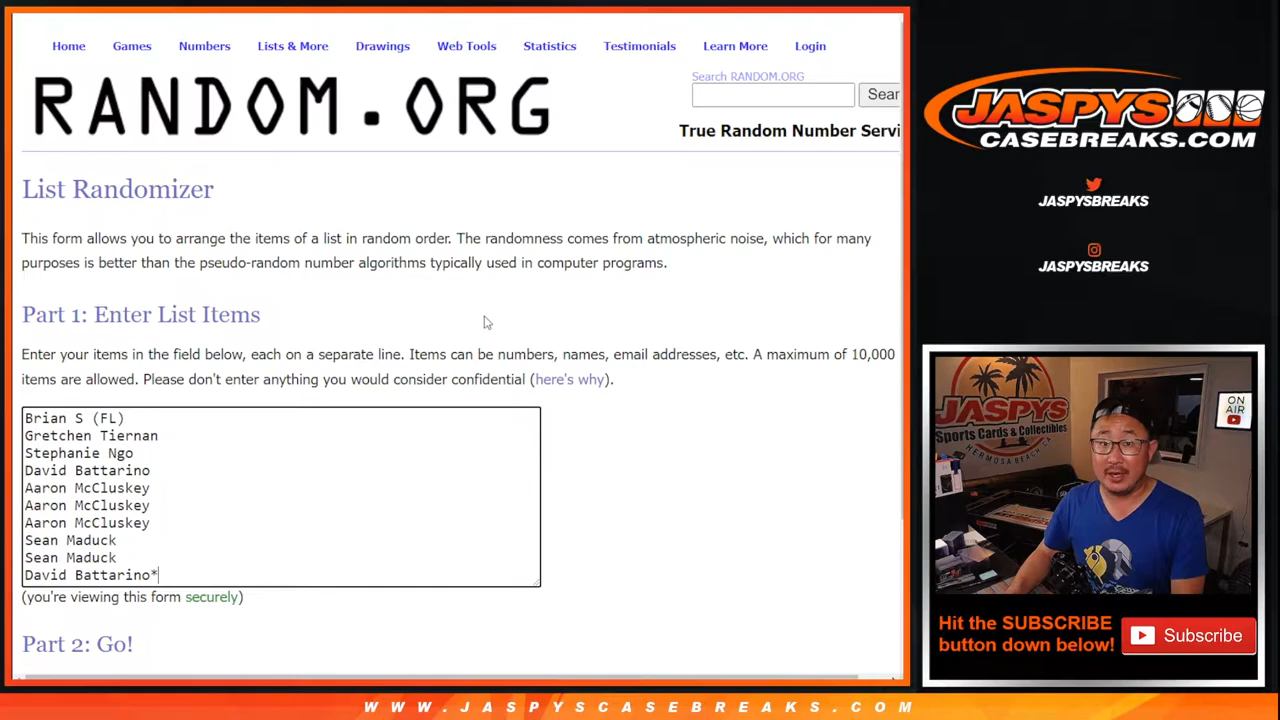 Home Games Numbers Lists & More Drawings Web Tools Statistics Testimonials Learn More Login
RANDOM.ORG
Search RANDOM.ORG
Sear
True Random Number Servi
List Randomizer
This form allows you to arrange the items of a list in random order. The randomness comes from atmospheric noise, which for many
purposes is better than the pseudo-random number algorithms typically used in computer programs.
Part 1: Enter List Items
Enter your items in the field below, each on a separate line. Items can be numbers, names, email addresses, etc. A maximum of 10,000
items are allowed. Please don't enter anything you would consider confidential (here's why).
Brian S (FL)
Gretchen Tiernan
Stephanie Ngo
David Battarino
Aaron McCluskey
Aaron McCluskey
Aaron McCluskey
Sean Maduck
Sean Maduck
David Battarino*
(you're viewing this form securely)
Part 2: Go!
JASPYS
CASEBREAKS.COM
JASPYSBREAKS
JASPYSBREAKS
JASPYS
Sports Cards & Collectibles
HERMOSA BEACH CA
ON
AIR
Hit the SUBSCRIBE
button down below!
Subscribe
WWW.JASPYSCASEBREAKS.COM